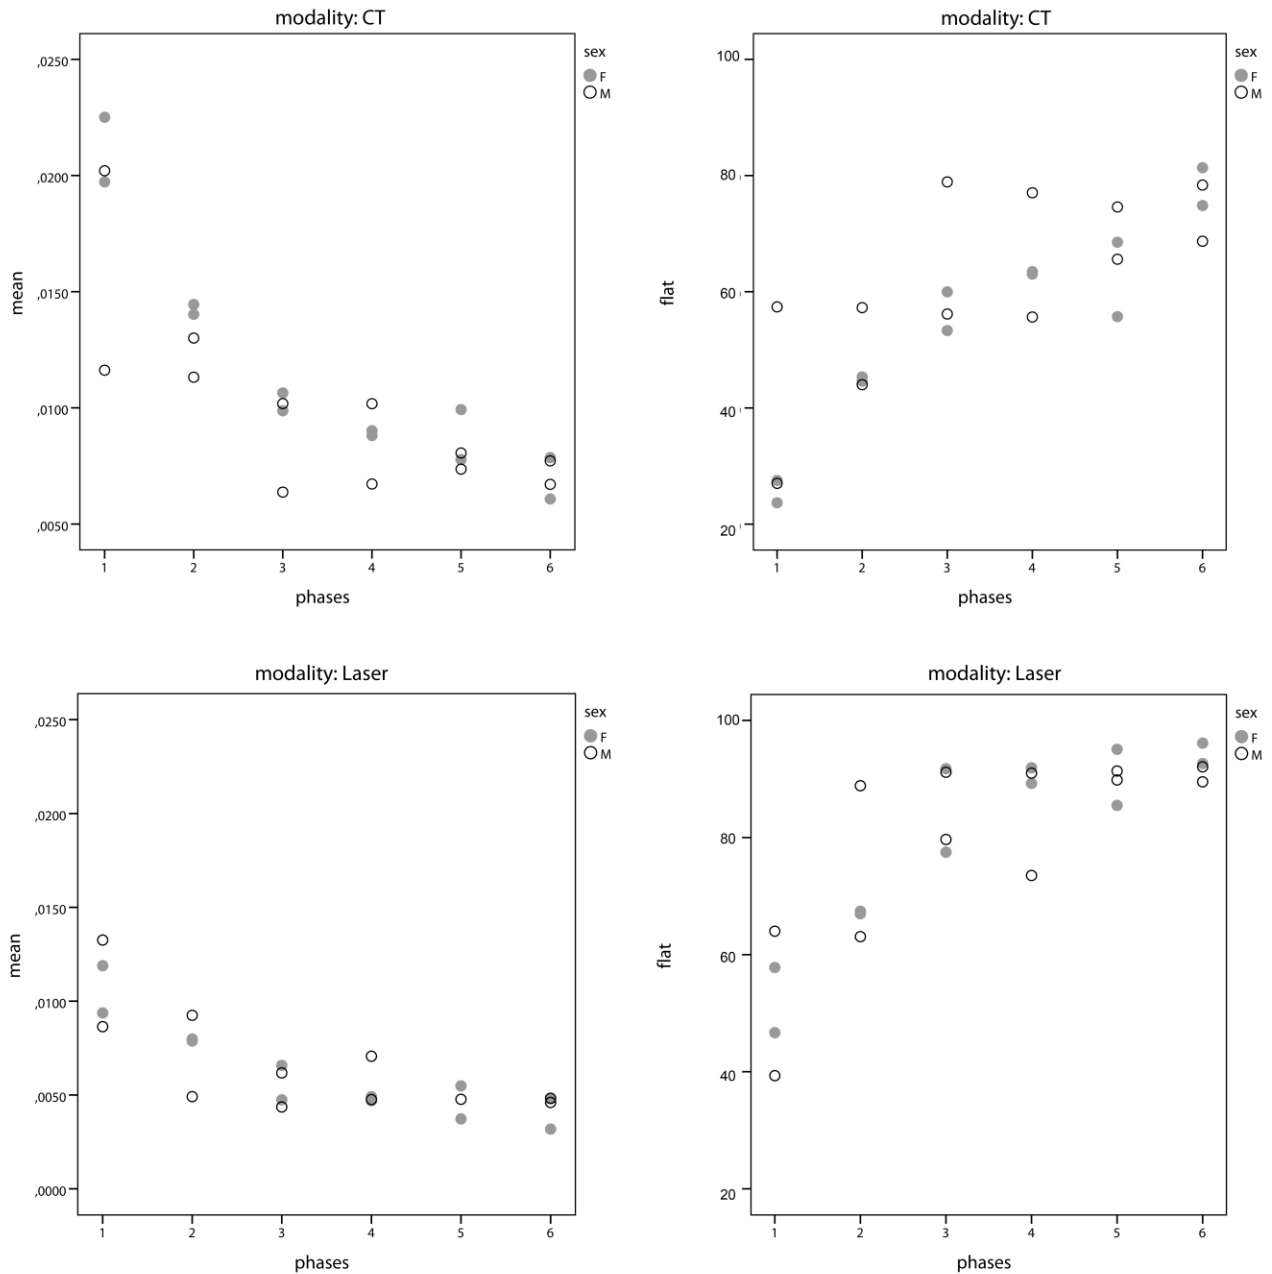 modality: CT
sex
F
M
,0250
,0200
,0150
,0100
,0050
mean
1 2 3 4 5 6
phases
modality: CT
sex
F
M
100
80
60
40
20
flat
1 2 3 4 5 6
phases
modality: Laser
sex
F
M
,0250
,0200
,0150
,0100
,0050
,0000
mean
1 2 3 4 5 6
phases
modality: Laser
sex
F
M
100
80
60
40
20
flat
1 2 3 4 5 6
phases